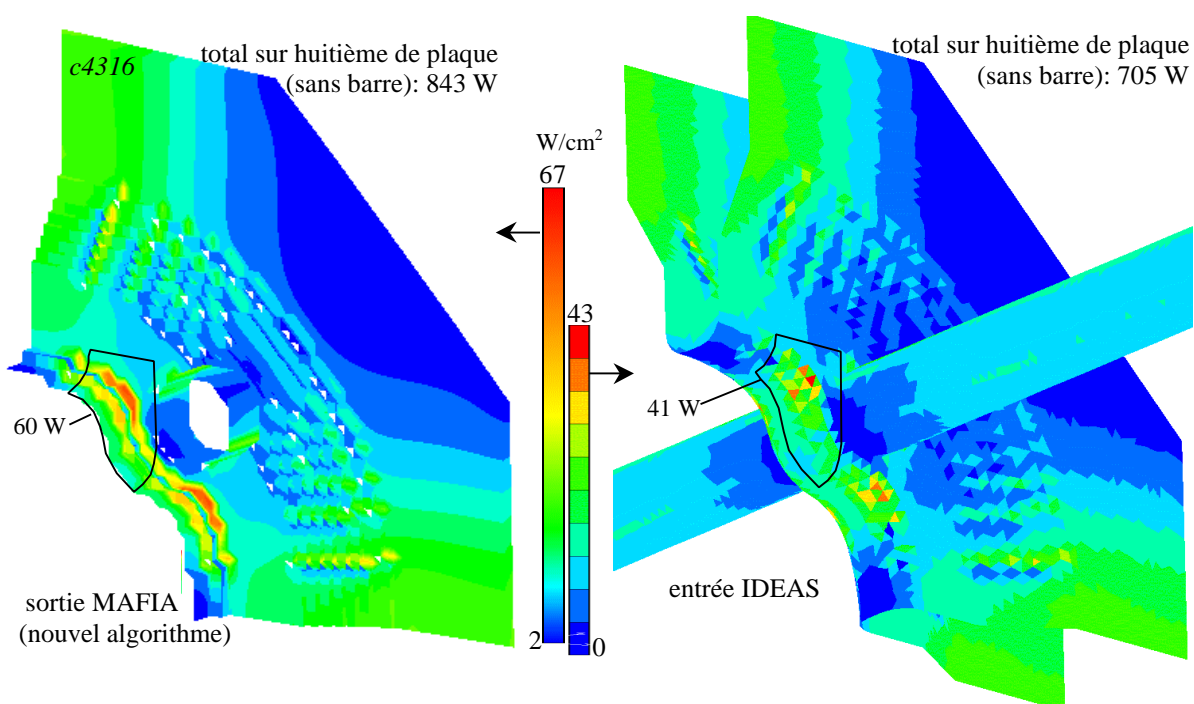 c4316
total sur huitième de plaque
(sans barre): 843 W
total sur huitième de plaque
(sans barre): 705 W
W/cm²
67
43
60 W
41 W
sortie MAFIA
(nouvel algorithme)
entrée IDEAS
2
0